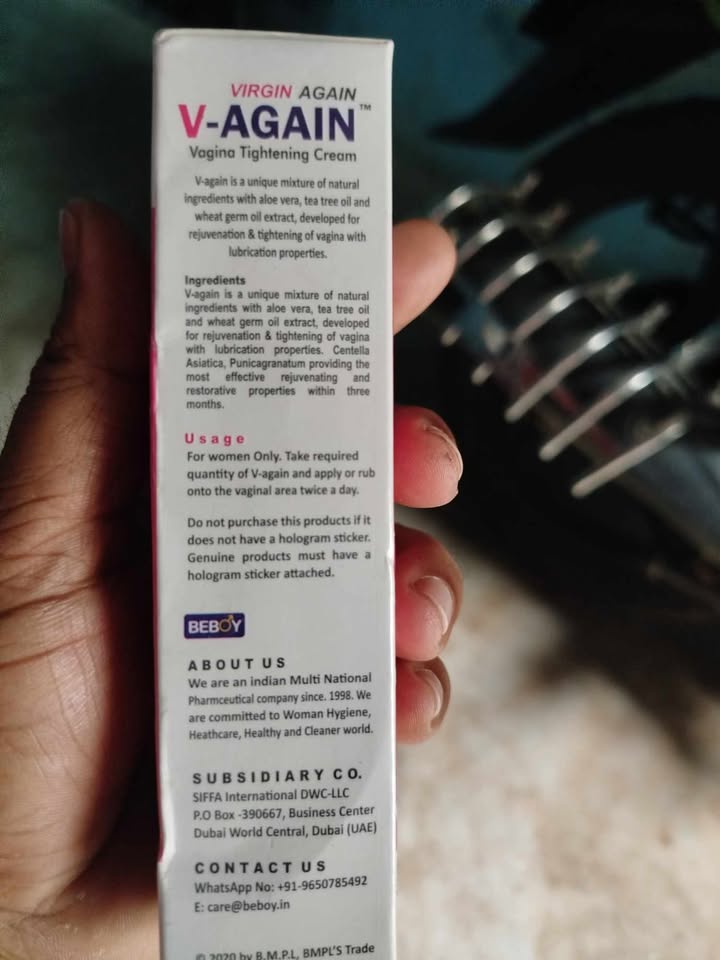 VIRGIN AGAIN
V-AGAIN™
Vagina Tightening Cream
V-again is a unique mixture of natural
ingredients with aloe vera, tea tree oil and
wheat germ oil extract, developed for
rejuvenation & tightening of vagina with
lubrication properties.
Ingredients
V-again is a unique mixture of natural
ingredients with aloe vera, tea tree oil
and wheat germ oil extract, developed
for rejuvenation & tightening of vagina
with lubrication properties. Centella
Asiatica, Punicagranatum providing the
most effective rejuvenating and
restorative properties within three
months.
Usage
For women Only. Take required
quantity of V-again and apply or rub
onto the vaginal area twice a day.
Do not purchase this products if it
does not have a hologram sticker.
Genuine products must have a
hologram sticker attached.
BEBOY
ABOUT US
We are an indian Multi National
Pharmceutical company since. 1998. We
are committed to Woman Hygiene,
Heathcare, Healthy and Cleaner world.
SUBSIDIARY CO.
SIFFA International DWC-LLC
P.O Box -390667, Business Center
Dubai World Central, Dubai (UAE)
CONTACT US
WhatsApp No: +91-9650785492
E: care@beboy.in
© 2020 by B.M.P.L, BMPL'S Trade